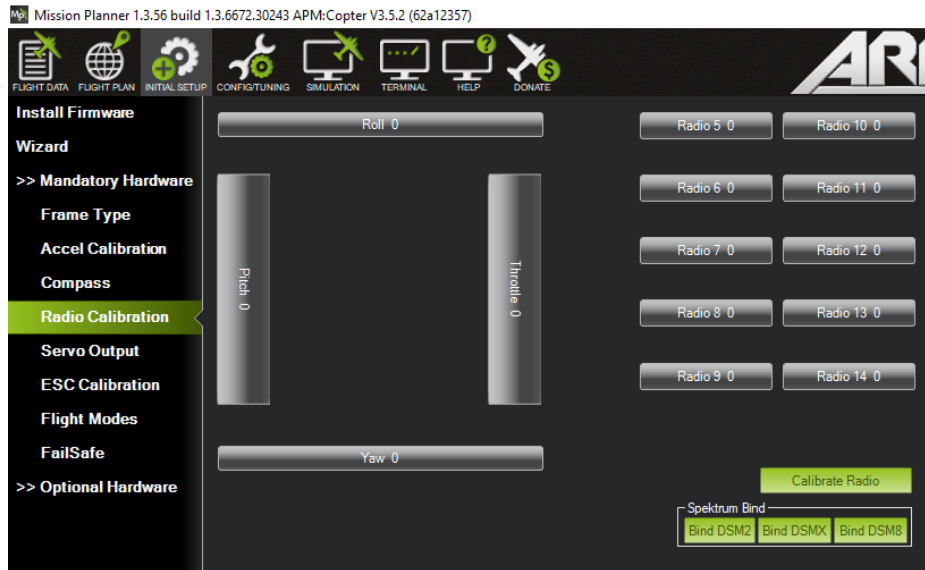 Mission Planner 1.3.56 build 1.3.6672.30243 APM:Copter V3.5.2 (62a12357)
FLIGHT DATA FLIGHT PLAN INITIAL SETUP CONFIG/TUNING SIMULATION TERMINAL HELP DONATE
Install Firmware
Wizard
>> Mandatory Hardware
Frame Type
Accel Calibration
Compass
Radio Calibration
Servo Output
ESC Calibration
Flight Modes
FailSafe
>> Optional Hardware
Roll 0
Pitch 0
Throttle 0
Yaw 0
Radio 5 0 Radio 10 0
Radio 6 0 Radio 11 0
Radio 7 0 Radio 12 0
Radio 8 0 Radio 13 0
Radio 9 0 Radio 14 0
Calibrate Radio
Spektrum Bind
Bind DSM2 Bind DSMX Bind DSM8